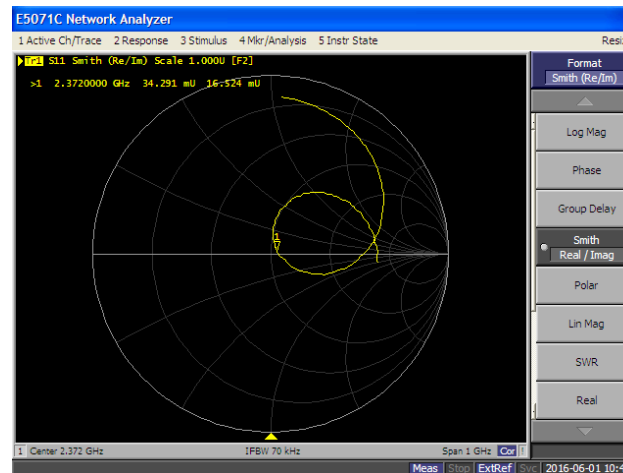 E5071C Network Analyzer
1 Active Ch/Trace 2 Response 3 Stimulus 4 Mkr/Analysis 5 Instr State
Tr1 S11 Smith (Re/Im) Scale 1.000U [F2]
>1 2.3720000 GHz 34.291 mU 16.524 mU
1
Format
Smith (Re/Im)
Log Mag
Phase
Group Delay
Smith
Real / Imag
Polar
Lin Mag
SWR
Real
1 Center 2.372 GHz IFBW 70 kHz Span 1 GHz Cor !
Meas Stop ExtRef Svc 2016-06-01